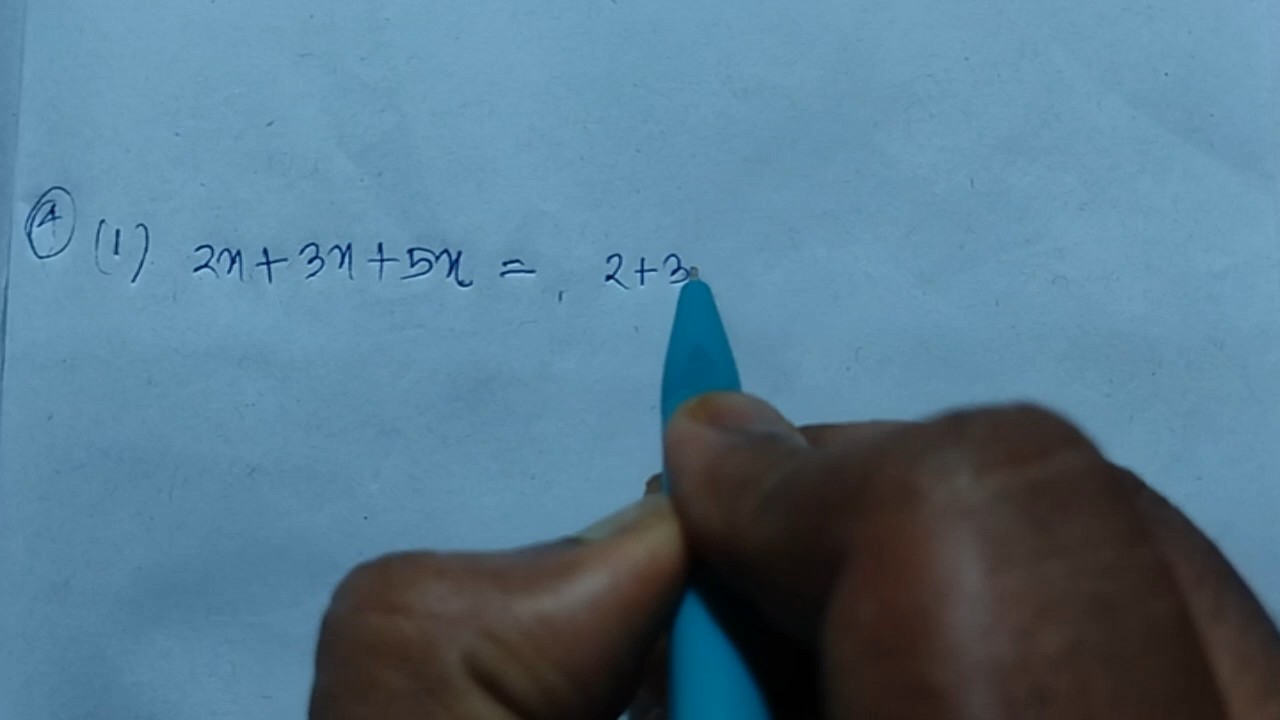 4 (1) 2x+3x+5x = 2+3